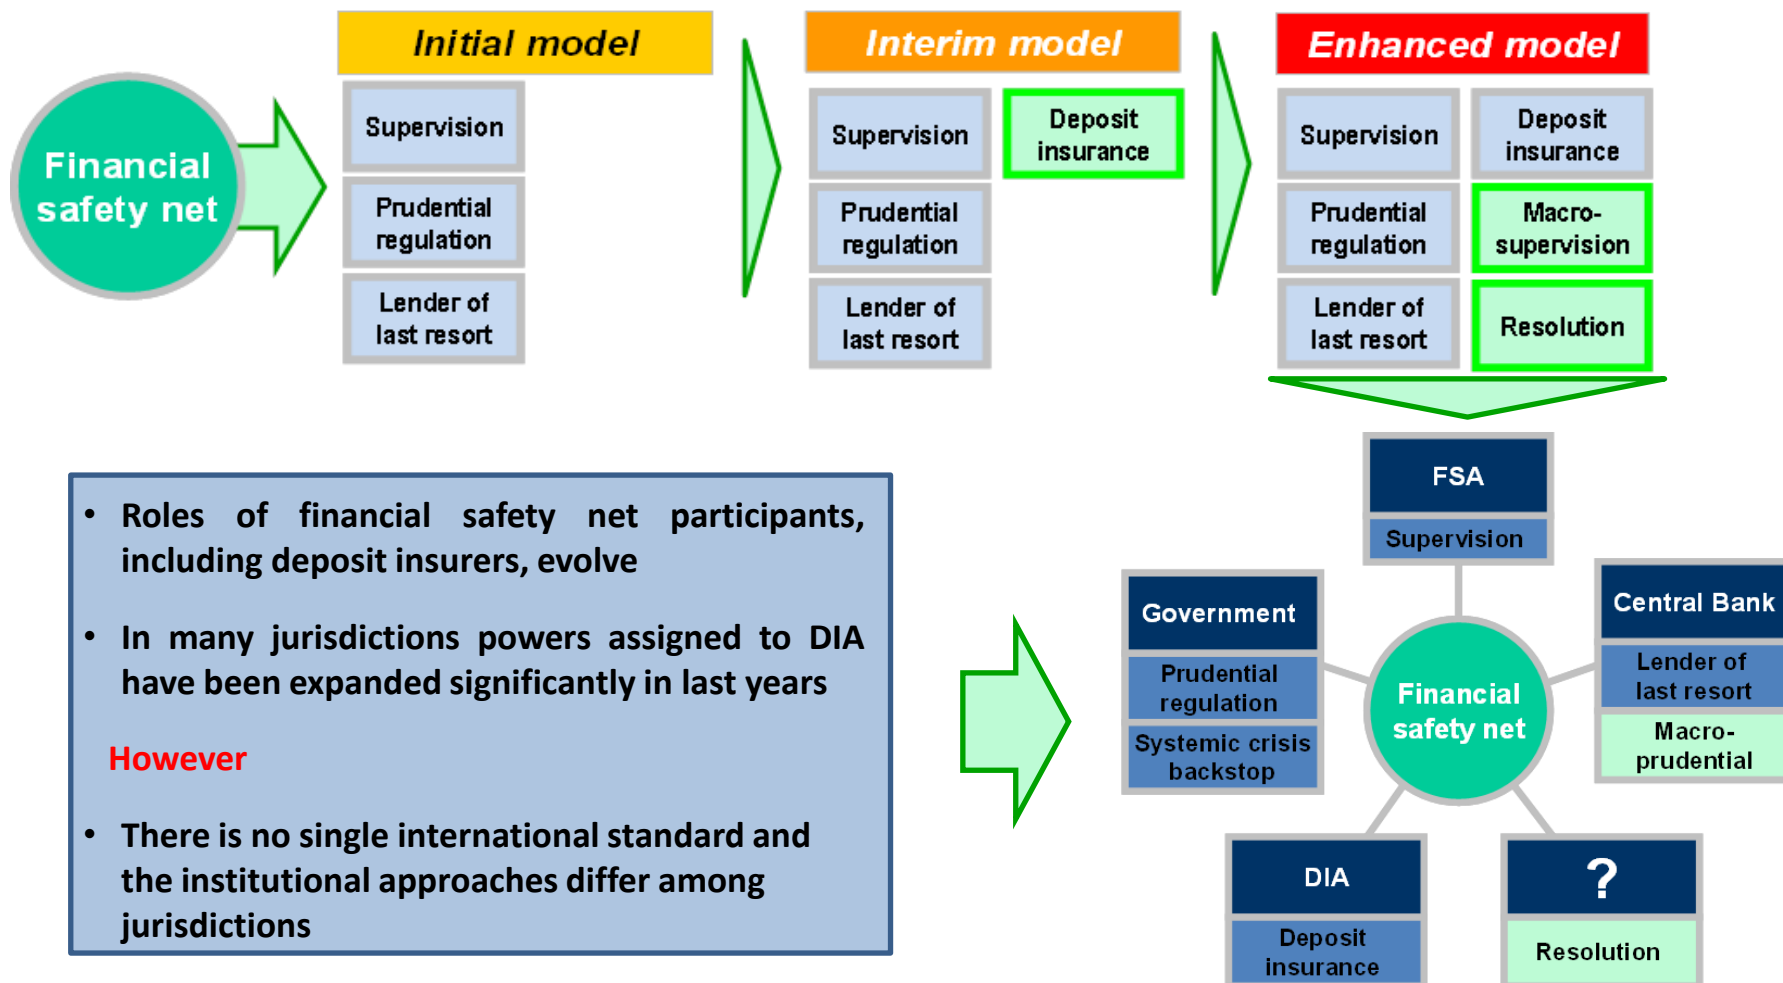 Initial model
Interim model
Enhanced model
Financial
safety net
Supervision
Prudential
regulation
Lender of
last resort
Supervision
Deposit
insurance
Prudential
regulation
Lender of
last resort
Supervision
Deposit
insurance
Prudential
regulation
Macro-
supervision
Lender of
last resort
Resolution
• Roles of financial safety net participants,
including deposit insurers, evolve
• In many jurisdictions powers assigned to DIA
have been expanded significantly in last years
However
• There is no single international standard and
the institutional approaches differ among
jurisdictions
FSA
Supervision
Government
Prudential
regulation
Systemic crisis
backstop
Central Bank
Lender of
last resort
Macro-
prudential
Financial
safety net
DIA
Deposit
insurance
?
Resolution